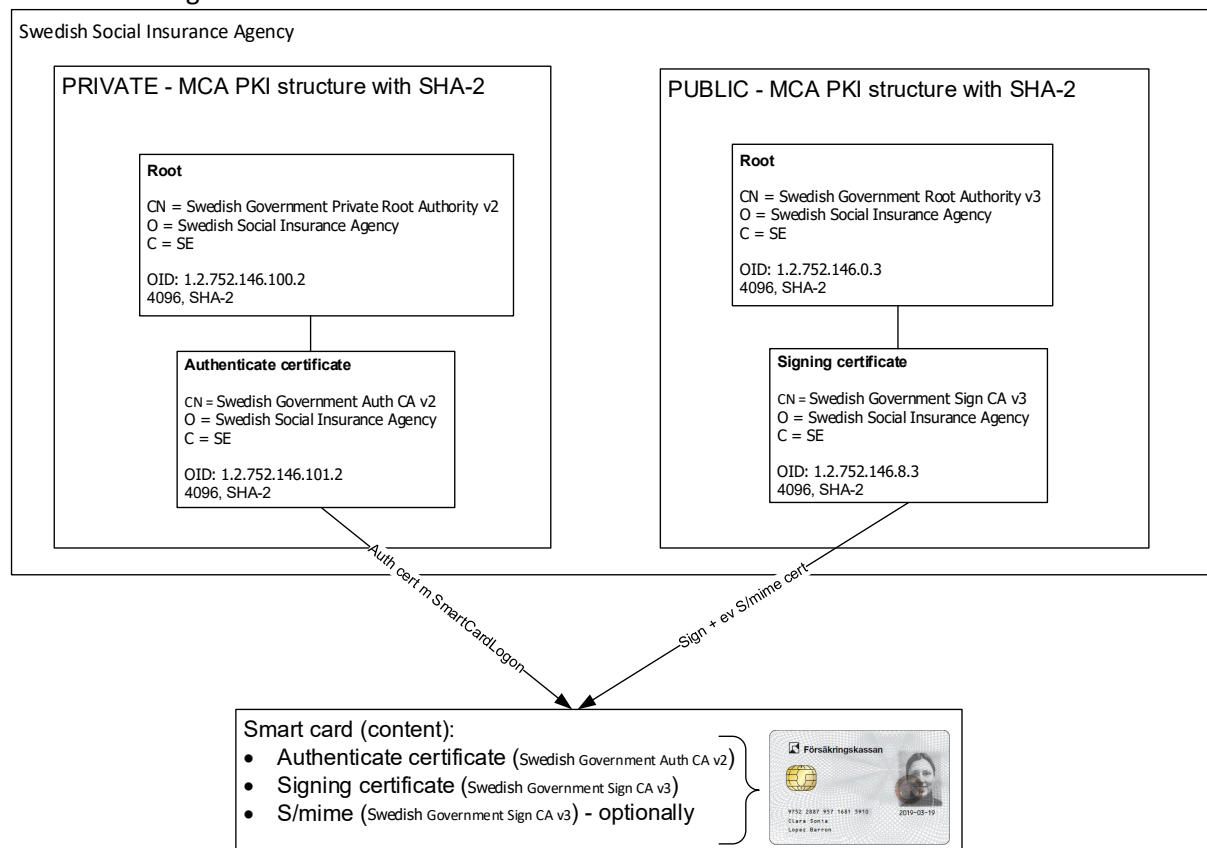 Swedish Social Insurance Agency
PRIVATE - MCA PKI structure with SHA-2
Root
CN = Swedish Government Private Root Authority v2
O = Swedish Social Insurance Agency
C = SE
OID: 1.2.752.146.100.2
4096, SHA-2
Authenticate certificate
CN = Swedish Government Auth CA v2
O = Swedish Social Insurance Agency
C = SE
OID: 1.2.752.146.101.2
4096, SHA-2
PUBLIC - MCA PKI structure with SHA-2
Root
CN = Swedish Government Root Authority v3
O = Swedish Social Insurance Agency
C = SE
OID: 1.2.752.146.0.3
4096, SHA-2
Signing certificate
CN = Swedish Government Sign CA v3
O = Swedish Social Insurance Agency
C = SE
OID: 1.2.752.146.8.3
4096, SHA-2
Auth cert m SmartCardLogon
Sign + ev S/mime cert
Smart card (content):
• Authenticate certificate (Swedish Government Auth CA v2)
• Signing certificate (Swedish Government Sign CA v3)
• S/mime (Swedish Government Sign CA v3) - optionally
Försäkringskassan
9752 2887 957 1681 5910
2019-03-19
Clara Sonia
Lopez Barron